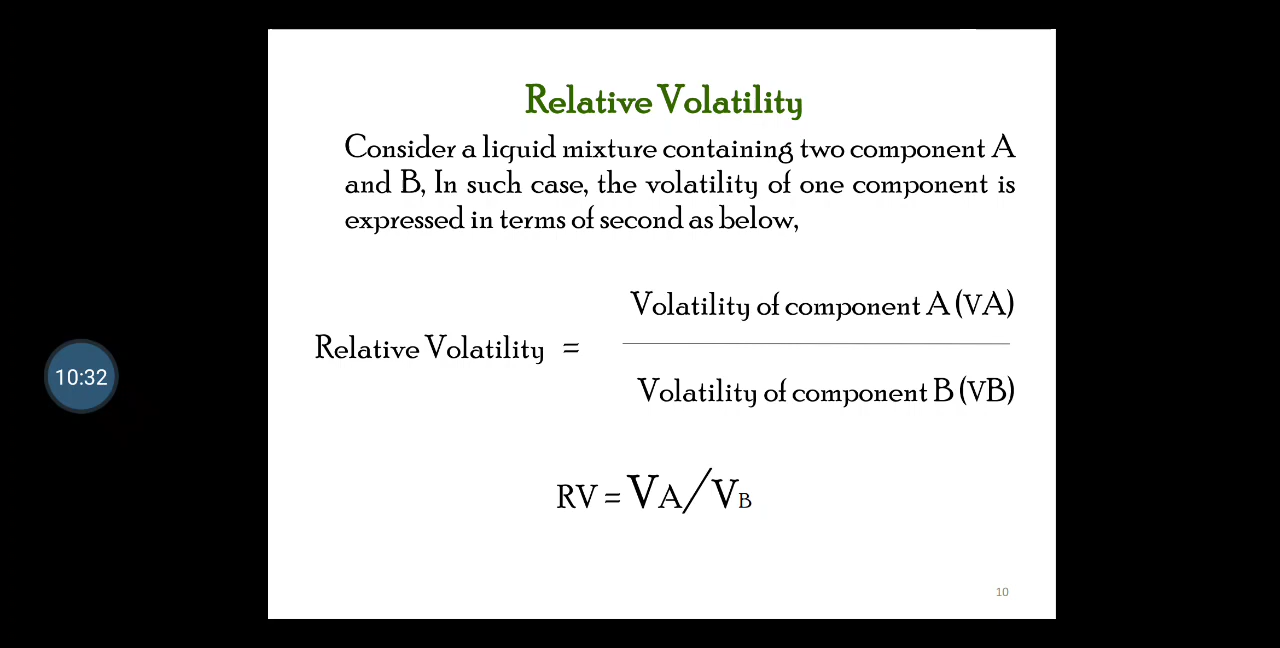 Relative Volatility
Consider a liquid mixture containing two component A
and B, In such case, the volatility of one component is
expressed in terms of second as below,
Volatility of component A (VA)
Relative Volatility =
Volatility of component B (VB)
10:32
RV = VA/VB
10